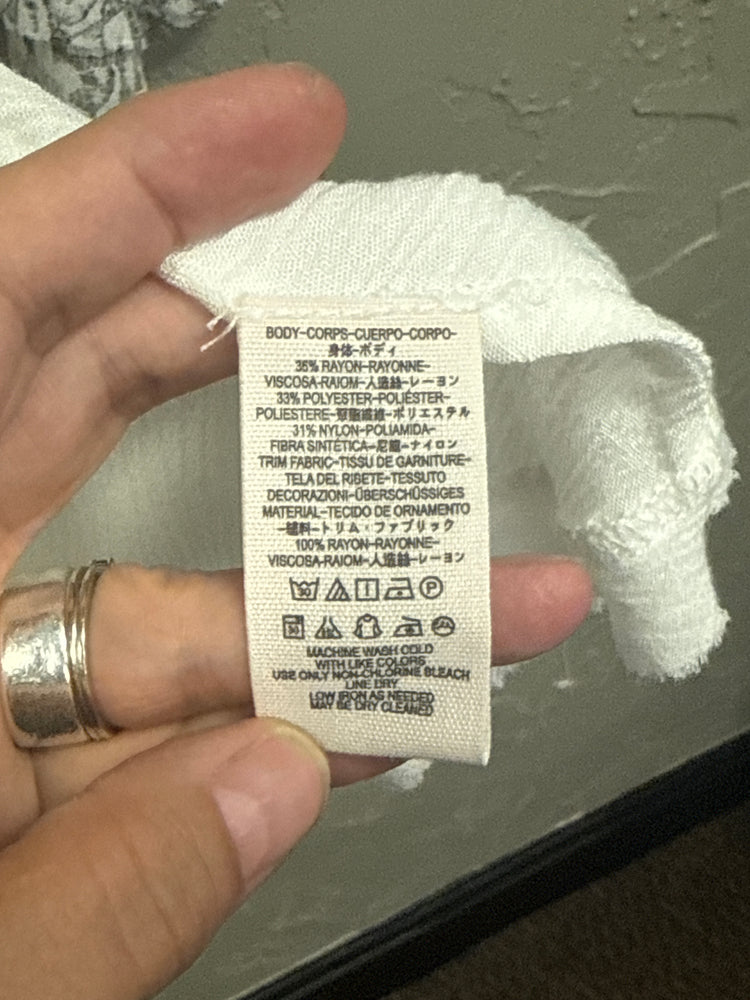 BODY-CORPS-CUERPO-CORPO-
身体-ボディ
36% RAYON-RAYONNE-
VISCOSA-RAIOM-人造絲-レーヨン
33% POLYESTER-POLIÉSTER-
POLIESTERE-聚酯纖維-ポリエステル
31% NYLON-POLIAMIDA-
FIBRA SINTÉTICA-尼龍-ナイロン
TRIM FABRIC-TISSU DE GARNITURE-
TELA DEL RIBETE-TESSUTO
DECORAZIONI-ÜBERSCHÜSSIGES
MATERIAL-TECIDO DE ORNAMENTO
-輔料-トリム・ファブリック
100% RAYON-RAYONNE-
VISCOSA-RAIOM-人造絲-レーヨン
30 P
30
MACHINE WASH COLD
WITH LIKE COLORS
USE ONLY NON-CHLORINE BLEACH
LINE DRY
LOW IRON AS NEEDED
MAY BE DRY CLEANED